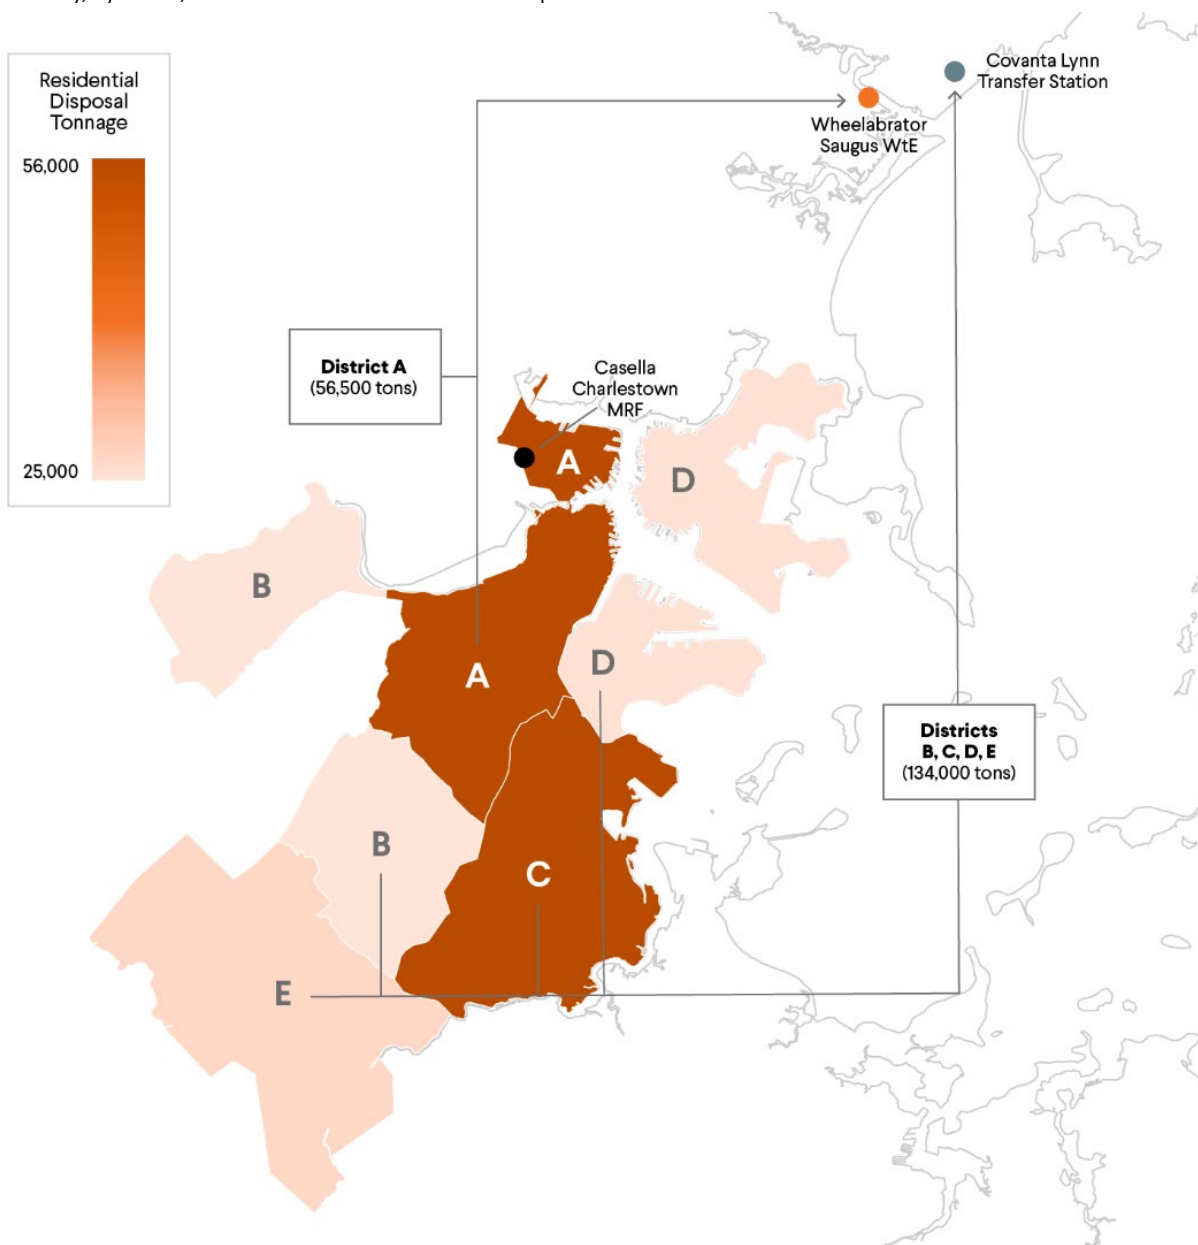 Residential
Disposal
Tonnage
56,000
25,000
Covanta Lynn
Transfer Station
Wheelabrator
Saugus WtE
District A
(56,500 tons)
Casella
Charlestown
MRF
A
D
B
A
D
Districts
B, C, D, E
(134,000 tons)
B
C
E